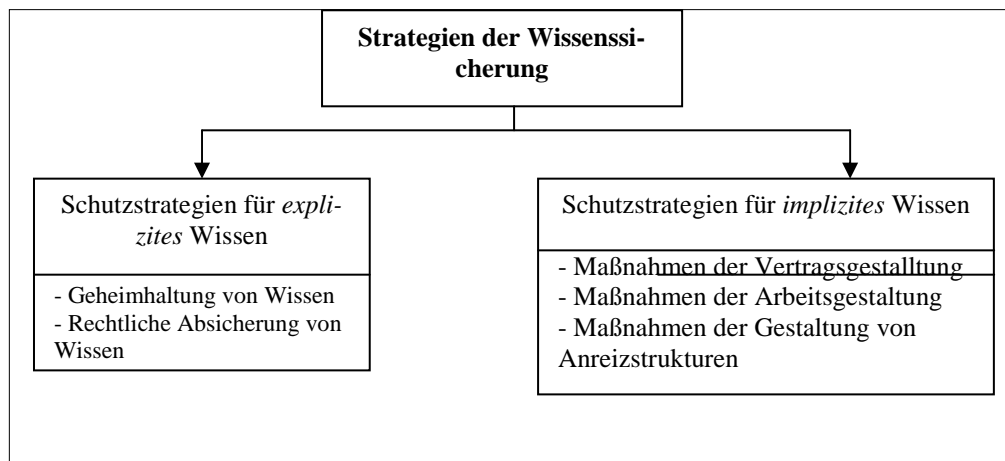 Strategien der Wissenssi-
cherung
Schutzstrategien für expli-
zites Wissen
- Geheimhaltung von Wissen
- Rechtliche Absicherung von
Wissen
Schutzstrategien für implizites Wissen
- Maßnahmen der Vertragsgestalltung
- Maßnahmen der Arbeitsgestaltung
- Maßnahmen der Gestaltung von
Anreizstrukturen